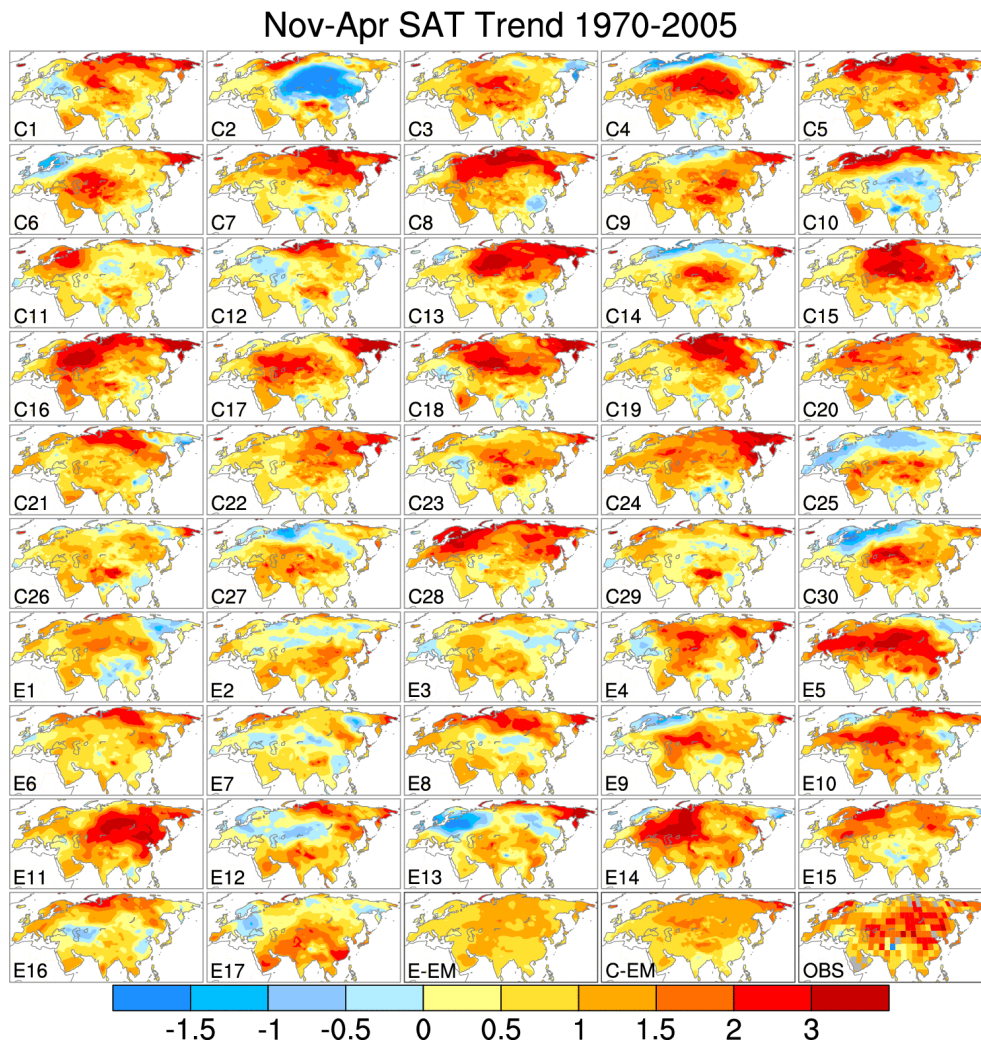 Nov-Apr SAT Trend 1970-2005
C1 C2 C3 C4 C5
C6 C7 C8 C9 C10
C11 C12 C13 C14 C15
C16 C17 C18 C19 C20
C21 C22 C23 C24 C25
C26 C27 C28 C29 C30
E1 E2 E3 E4 E5
E6 E7 E8 E9 E10
E11 E12 E13 E14 E15
E16 E17 E-EM C-EM OBS
-1.5 -1 -0.5 0 0.5 1 1.5 2 3